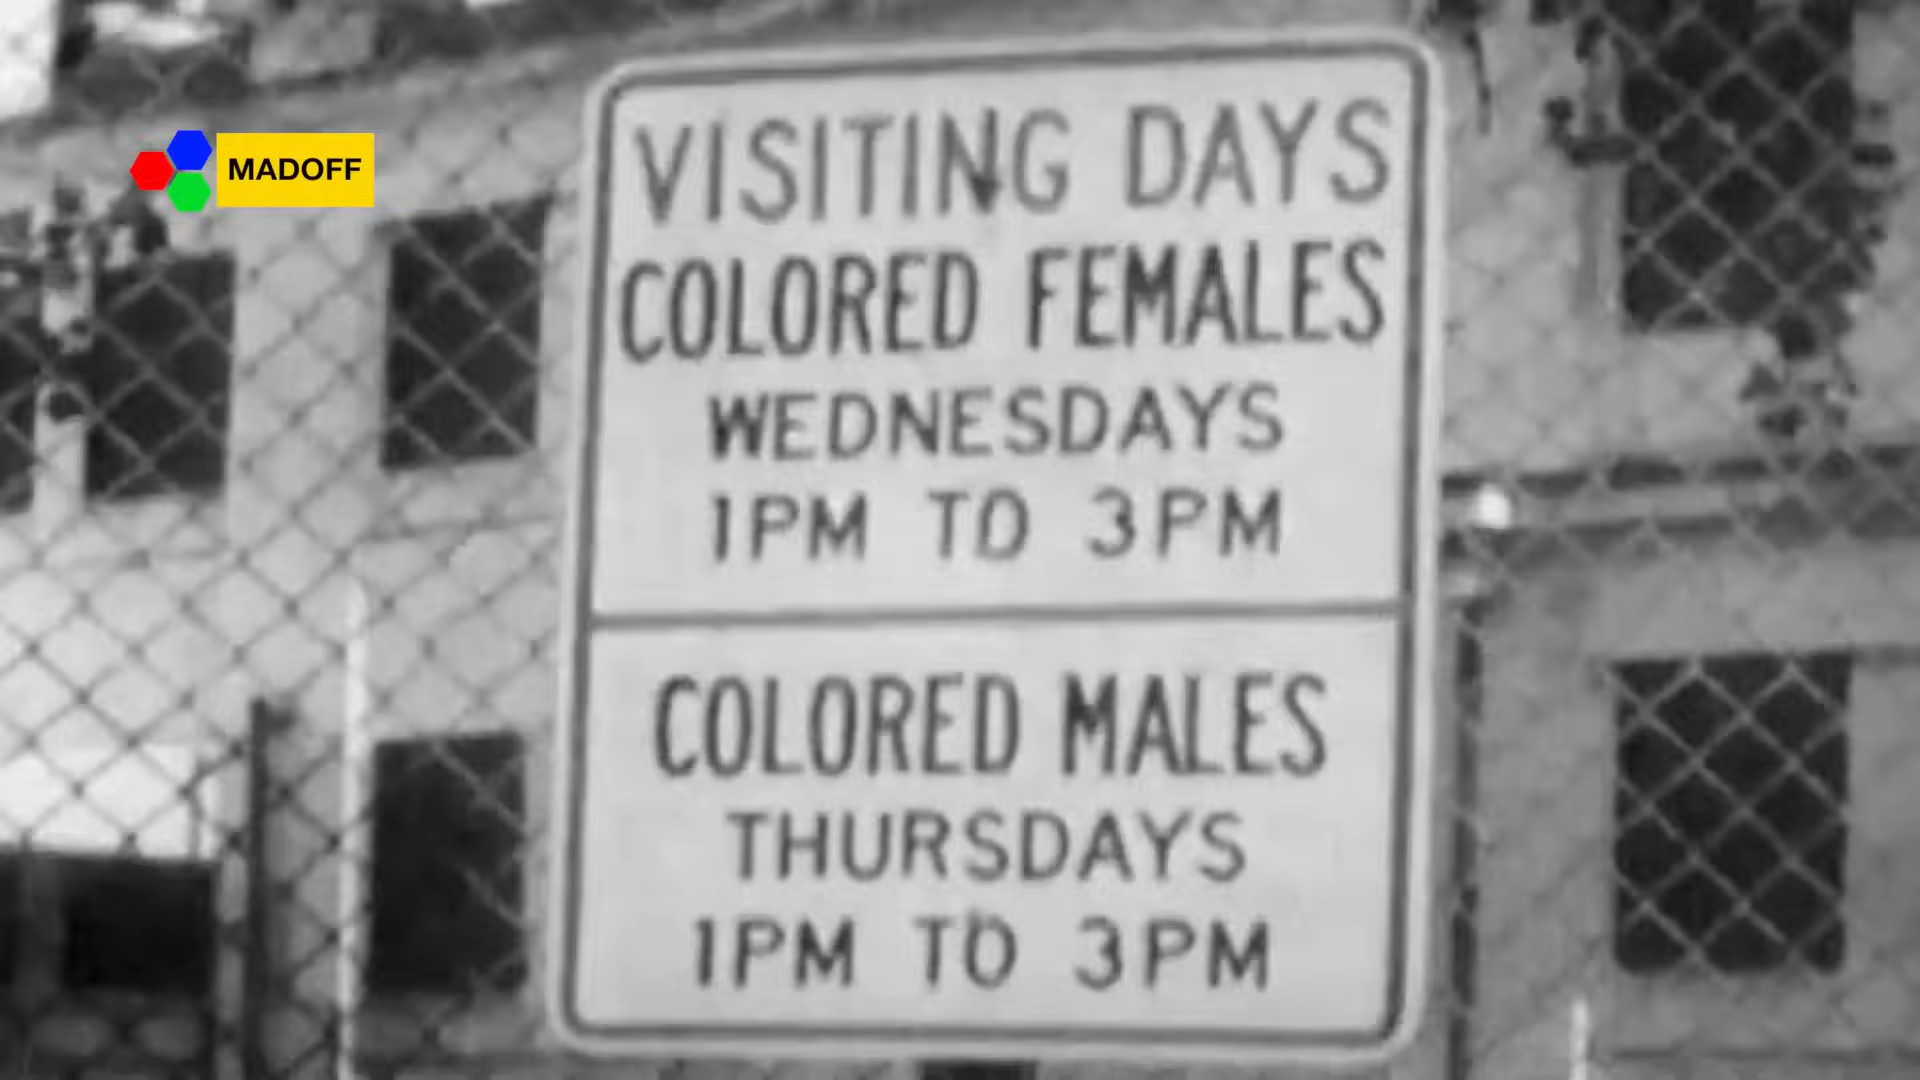 MADOFF
VISITING DAYS
COLORED FEMALES
WEDNESDAYS
1PM TO 3PM
COLORED MALES
THURSDAYS
1PM TO 3PM